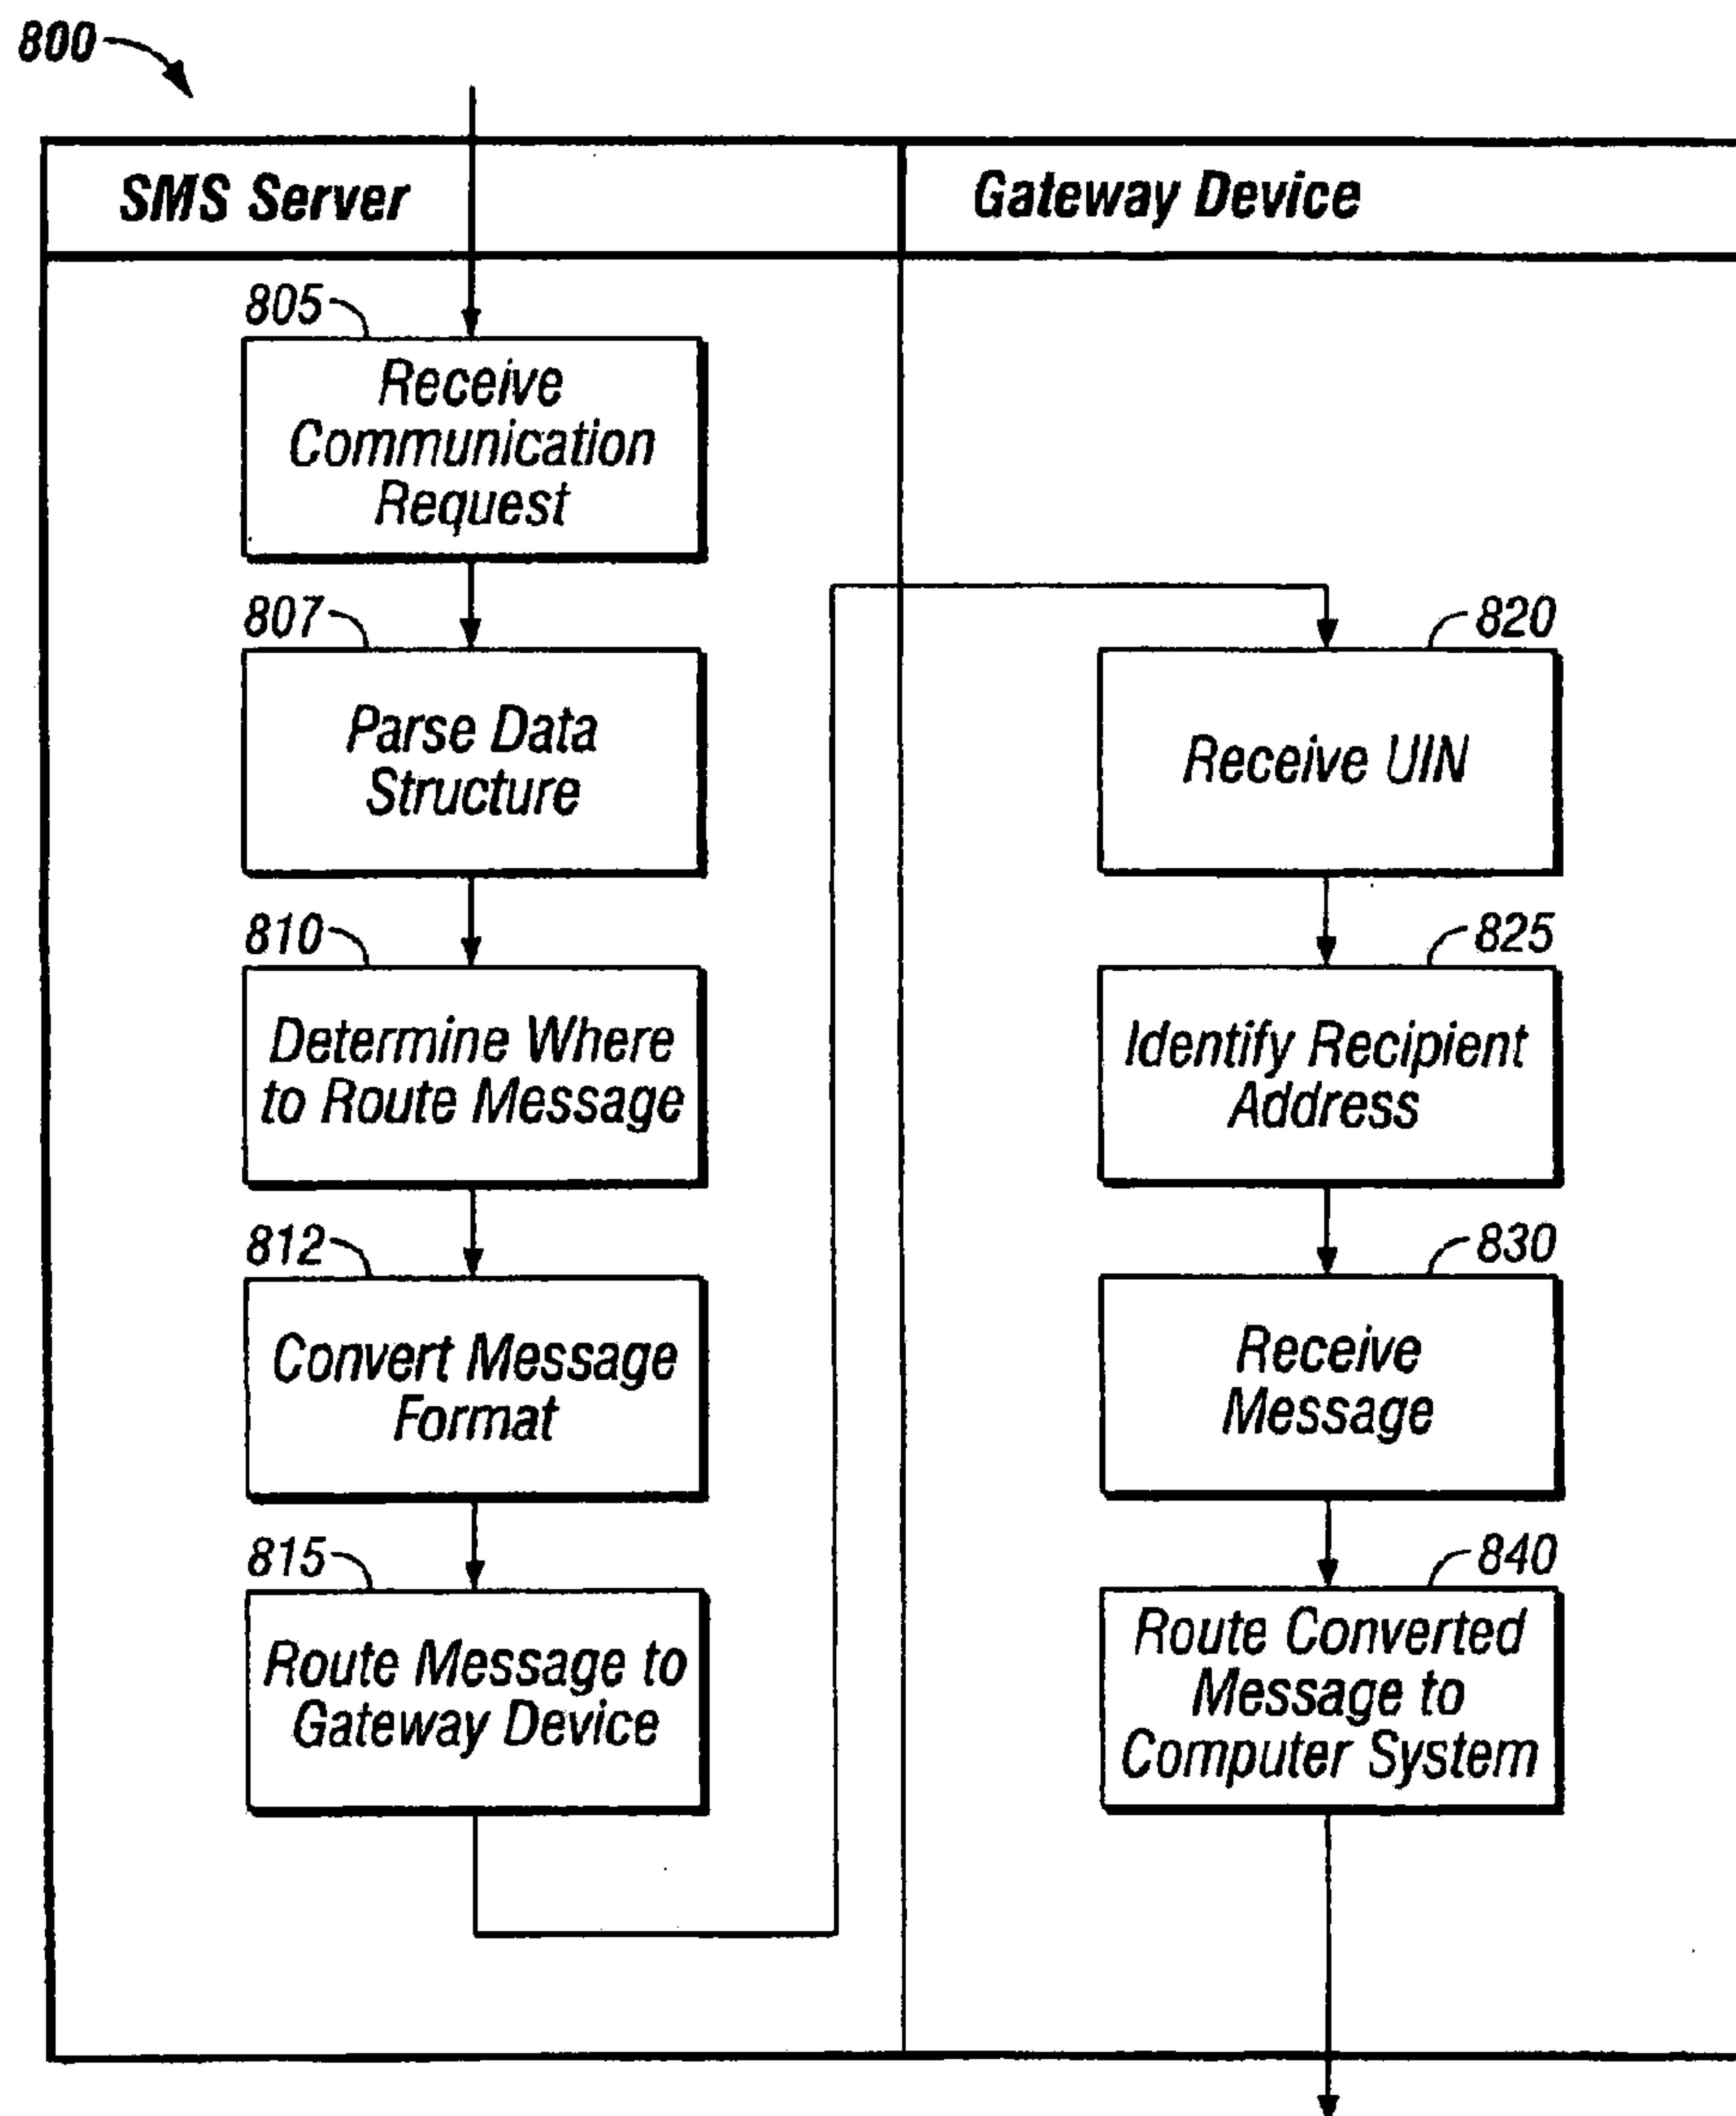 800
SMS Server
Gateway Device
805
Receive
Communication
Request
807
Parse Data
Structure
810
Determine Where
to Route Message
812
Convert Message
Format
815
Route Message to
Gateway Device
820
Receive UIN
825
Identify Recipient
Address
830
Receive
Message
840
Route Converted
Message to
Computer System